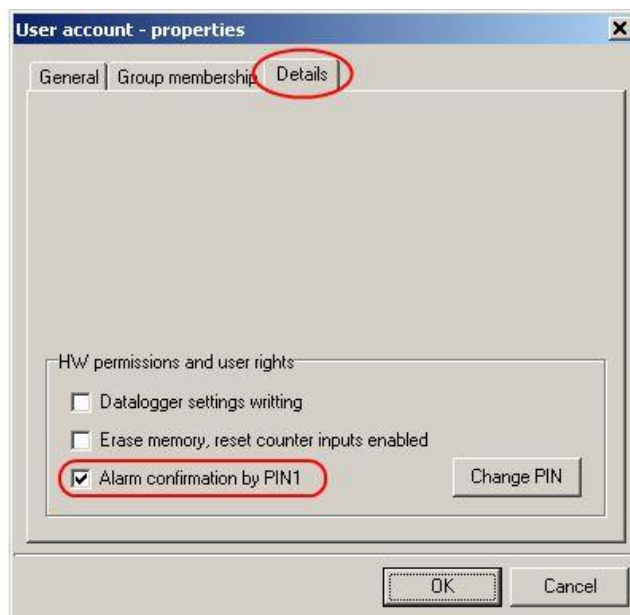 User account - properties
General Group membership Details
HW permissions and user rights
Datalogger settings writting
Erase memory, reset counter inputs enabled
Alarm confirmation by PIN1 Change PIN
OK Cancel